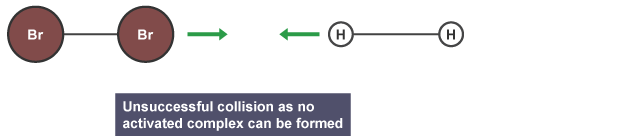 Br Br H H
Unsuccessful collision as no
activated complex can be formed